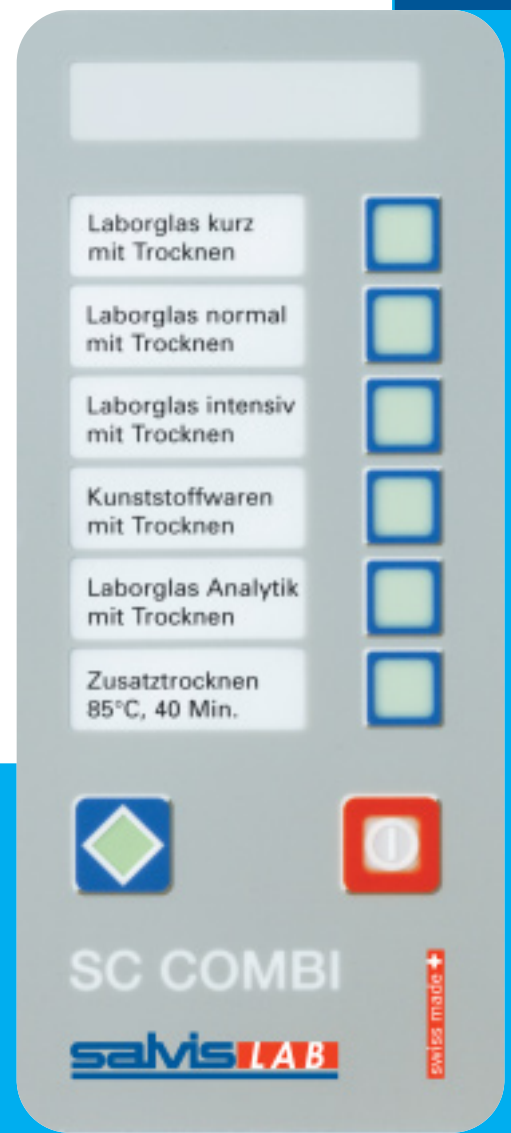 Laborglas kurz
mit Trocknen
Laborglas normal
mit Trocknen
Laborglas intensiv
mit Trocknen
Kunststoffwaren
mit Trocknen
Laborglas Analytik
mit Trocknen
Zusatztrocknen
85°C, 40 Min.
SC COMBI
swiss made
salvis LAB